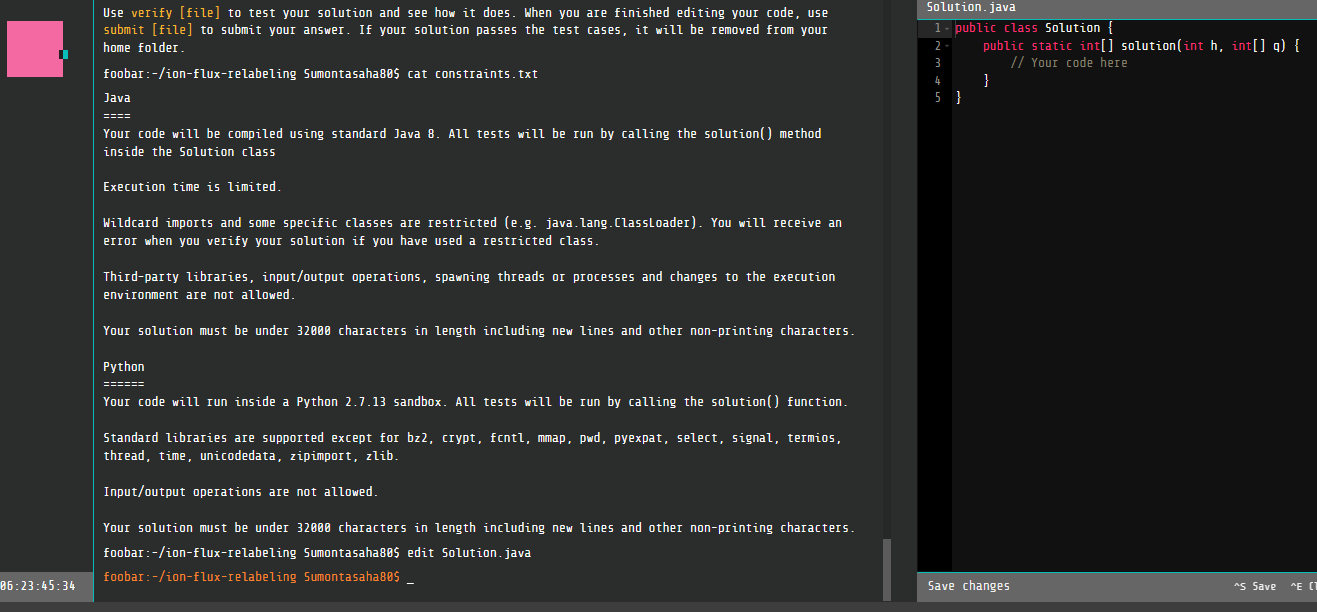 Use verify [file] to test your solution and see how it does. When you are finished editing your code, use
submit [file] to submit your answer. If your solution passes the test cases, it will be removed from your
home folder.
foobar:~/ion-flux-relabeling Sumontasaha80$ cat constraints.txt
Java
====
Your code will be compiled using standard Java 8. All tests will be run by calling the solution() method
inside the Solution class
Execution time is limited.
Wildcard imports and some specific classes are restricted (e.g. java.lang.ClassLoader). You will receive an
error when you verify your solution if you have used a restricted class.
Third-party libraries, input/output operations, spawning threads or processes and changes to the execution
environment are not allowed.
Your solution must be under 32000 characters in length including new lines and other non-printing characters.
Python
======
Your code will run inside a Python 2.7.13 sandbox. All tests will be run by calling the solution() function.
Standard libraries are supported except for bz2, crypt, fcntl, mmap, pwd, pyexpat, select, signal, termios,
thread, time, unicodedata, zipimport, zlib.
Input/output operations are not allowed.
Your solution must be under 32000 characters in length including new lines and other non-printing characters.
foobar:~/ion-flux-relabeling Sumontasaha80$ edit Solution.java
foobar:~/ion-flux-relabeling Sumontasaha80$ _
06:23:45:34
Solution.java
1 public class Solution {
2 public static int[] solution(int h, int[] q) {
3 // Your code here
4 }
5 }
Save changes ^S Save ^E